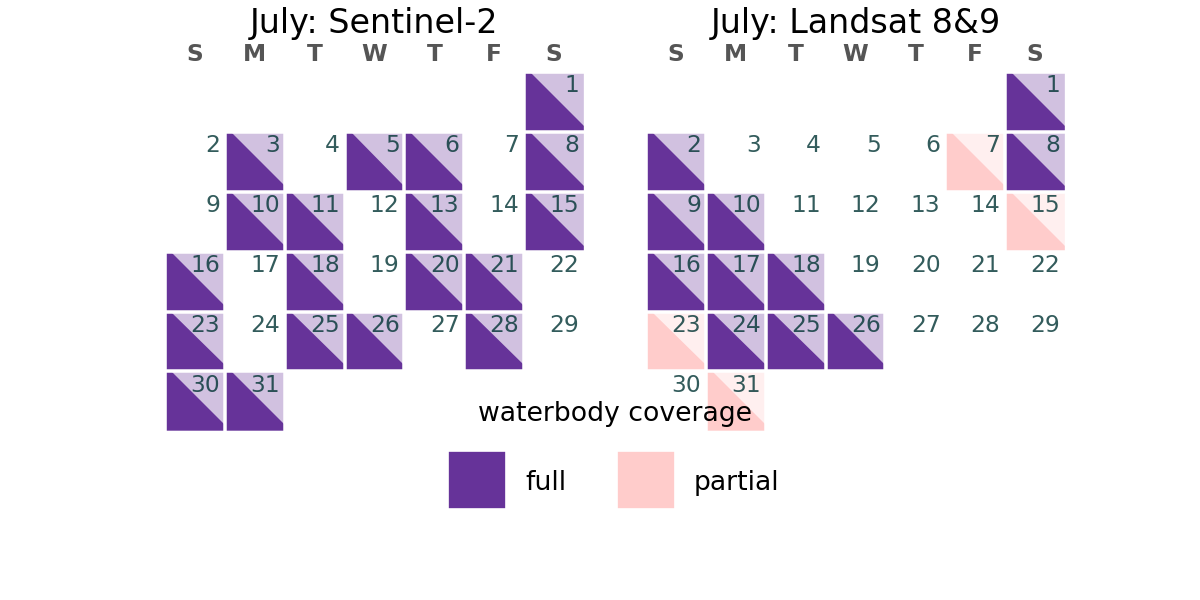 July: Sentinel-2
S M T W T F S
1
2 3 4 5 6 7 8
9 10 11 12 13 14 15
16 17 18 19 20 21 22
23 24 25 26 27 28 29
30 31
July: Landsat 8&9
S M T W T F S
1
2 3 4 5 6 7 8
9 10 11 12 13 14 15
16 17 18 19 20 21 22
23 24 25 26 27 28 29
30 31
waterbody coverage
full partial